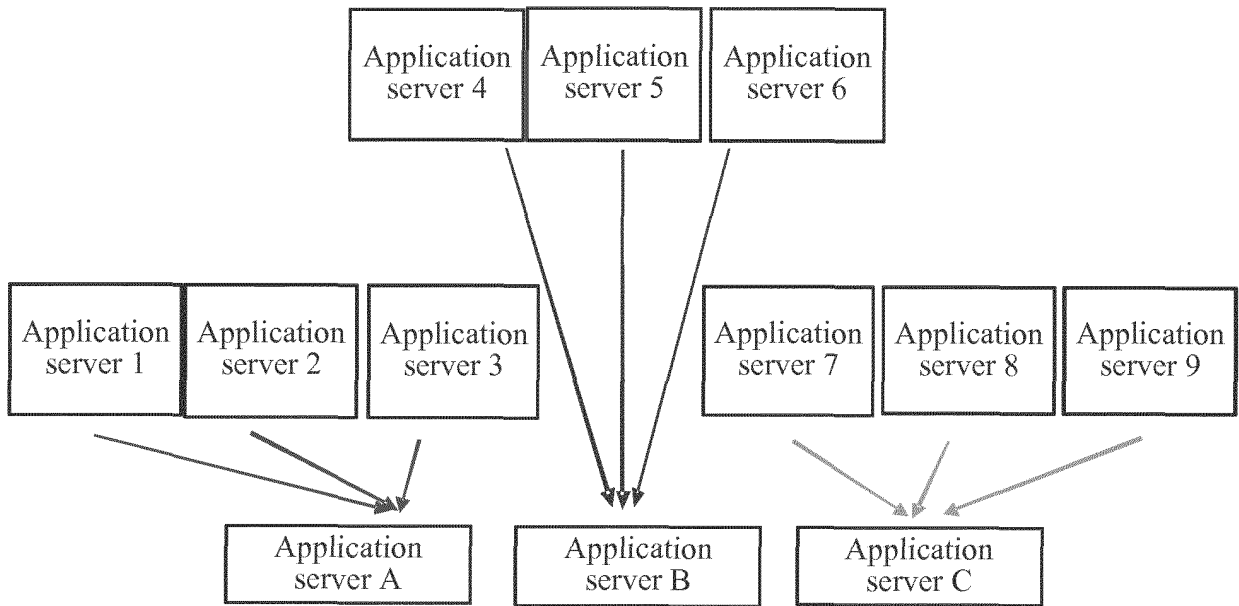 Application
server 4
Application
server 5
Application
server 6
Application
server 1
Application
server 2
Application
server 3
Application
server 7
Application
server 8
Application
server 9
Application
server A
Application
server B
Application
server C